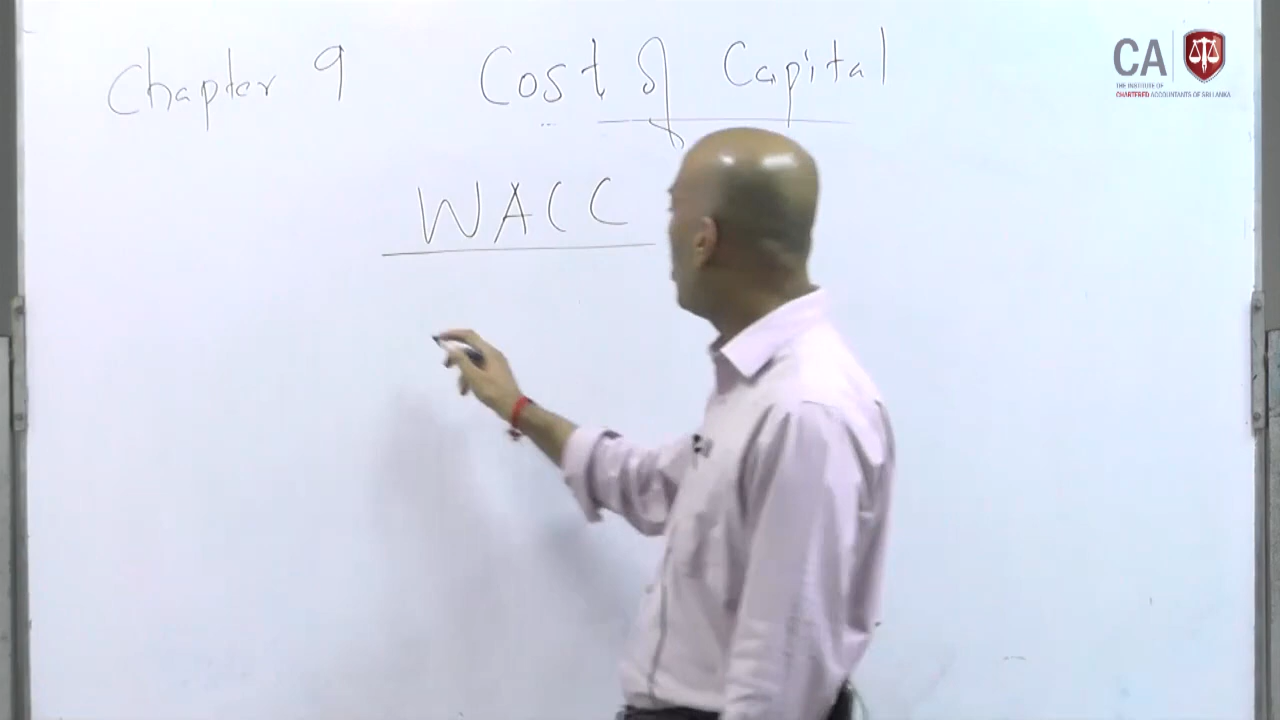 Chapter 9 Cost of Capital
WACC
CA
THE INSTITUTE OF
CHARTERED ACCOUNTANTS OF SRI LANKA